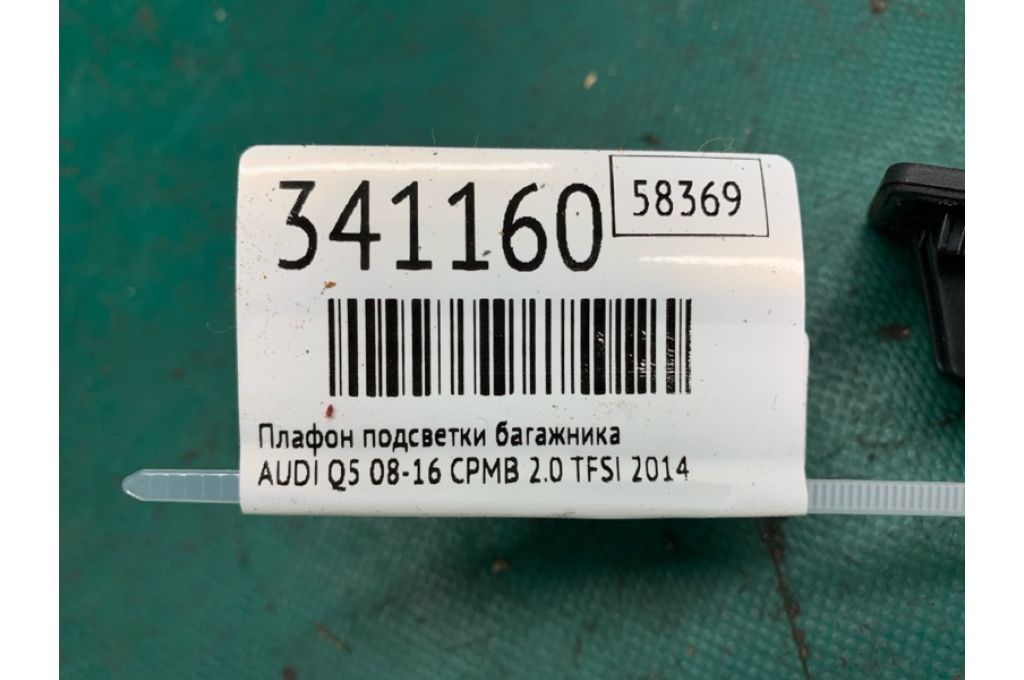 341160
58369
Плафон подсветки багажника
AUDI Q5 08-16 CPMB 2.0 TFSI 2014